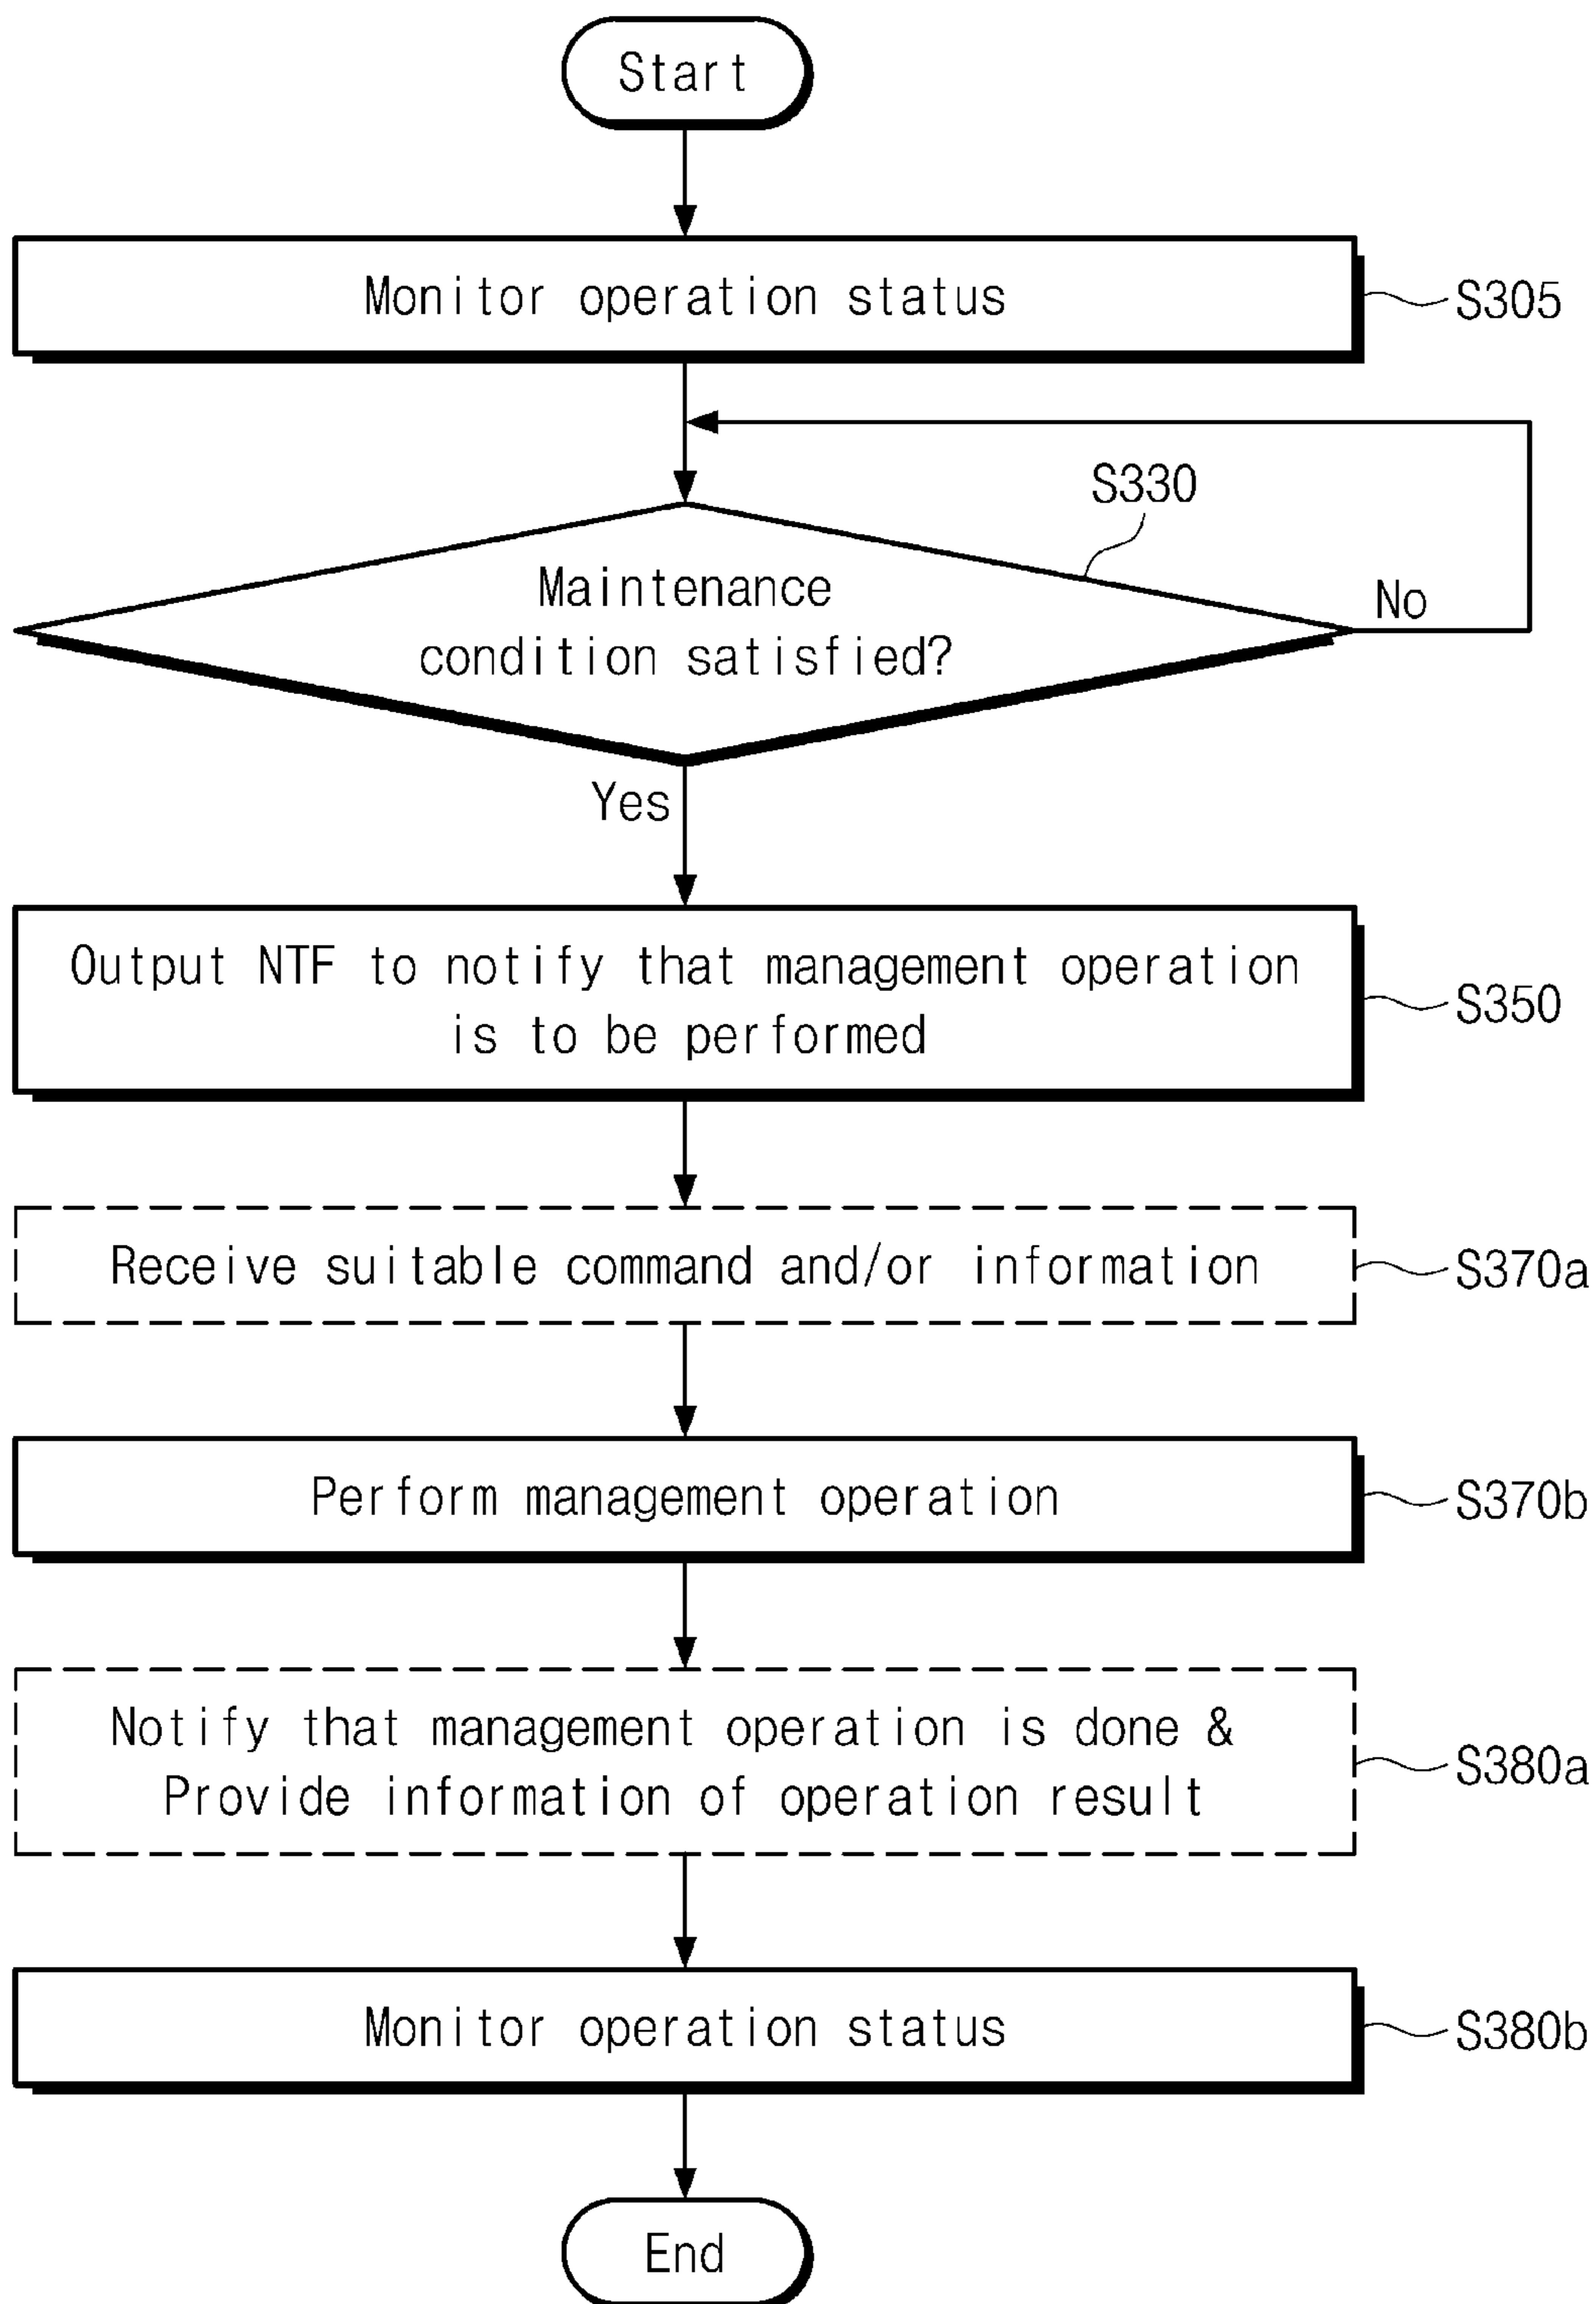 Start
Monitor operation status
S305
S330
Maintenance
condition satisfied?
No
Yes
Output NTF to notify that management operation
is to be performed
S350
Receive suitable command and/or information
S370a
Perform management operation
S370b
Notify that management operation is done &
Provide information of operation result
S380a
Monitor operation status
S380b
End